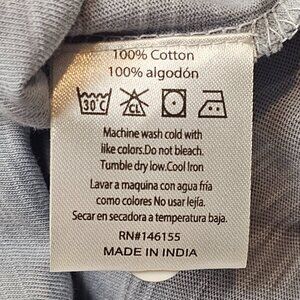 100% Cotton
100% algodón
30°C CL
Machine wash cold with
like colors.Do not bleach.
Tumble dry low.Cool Iron
Lavar a maquina con agua fría
como colores No usar lejía.
Secar en secadora a temperatura baja.
RN#146155
MADE IN INDIA